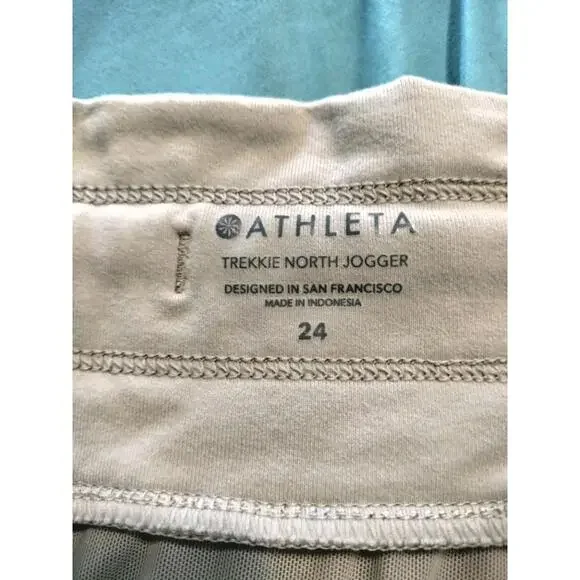 ATHLETA
TREKKIE NORTH JOGGER
DESIGNED IN SAN FRANCISCO
MADE IN INDONESIA
24